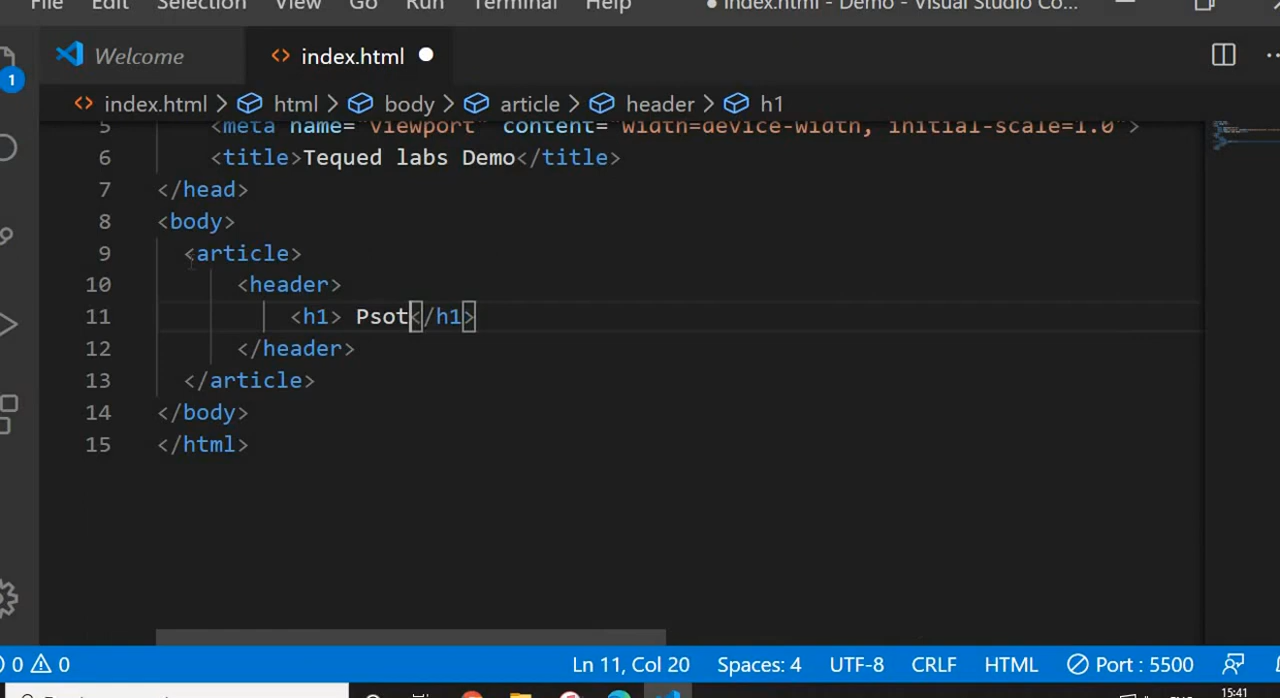 File Edit Selection View Go Run Terminal Help ● index.html - Demo - Visual Studio Co...
Welcome index.html
1
index.html > html > body > article > header > h1
5 <meta name="viewport" content="width=device-width, initial-scale=1.0">
6 <title>Tequed labs Demo</title>
7 </head>
8 <body>
9 <article>
10 <header>
11 <h1> Psot</h1>
12 </header>
13 </article>
14 </body>
15 </html>
0 0 Ln 11, Col 20 Spaces: 4 UTF-8 CRLF HTML Port : 5500
15:41